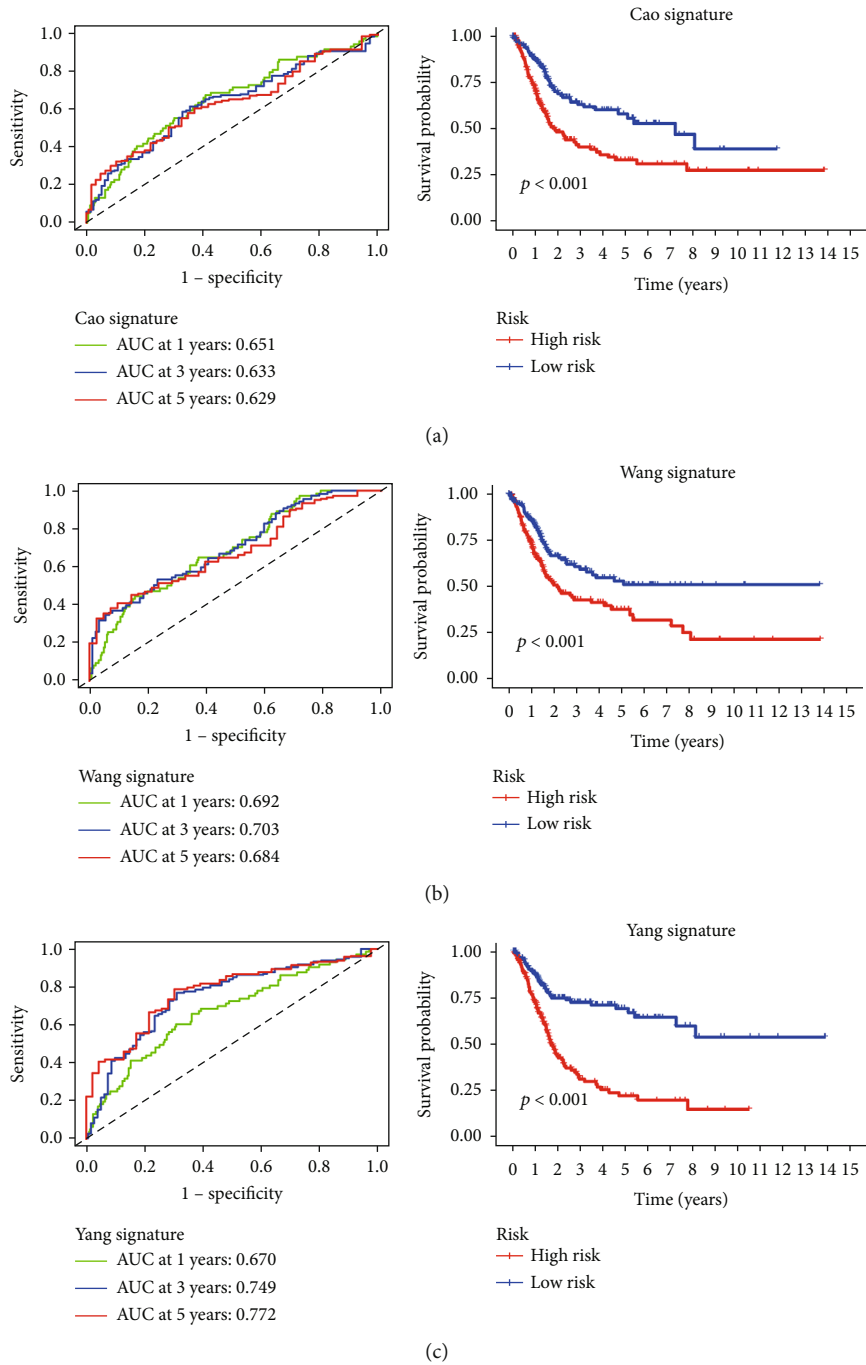 Cao signature
1.0
0.8
0.6
0.4
0.2
0.0
Sensitivity
0.0 0.2 0.4 0.6 0.8 1.0
1 – specificity
Cao signature
AUC at 1 years: 0.651
AUC at 3 years: 0.633
AUC at 5 years: 0.629
1.00
0.75
0.50
0.25
0.00
Survival probability
p < 0.001
0 1 2 3 4 5 6 7 8 9 10 11 12 13 14 15
Time (years)
Risk
High risk
Low risk
(a)
Wang signature
1.0
0.8
0.6
0.4
0.2
0.0
Sensitivity
0.0 0.2 0.4 0.6 0.8 1.0
1 – specificity
Wang signature
AUC at 1 years: 0.692
AUC at 3 years: 0.703
AUC at 5 years: 0.684
1.00
0.75
0.50
0.25
0.00
Survival probability
p < 0.001
0 1 2 3 4 5 6 7 8 9 10 11 12 13 14 15
Time (years)
Risk
High risk
Low risk
(b)
Yang signature
1.0
0.8
0.6
0.4
0.2
0.0
Sensitivity
0.0 0.2 0.4 0.6 0.8 1.0
1 – specificity
Yang signature
AUC at 1 years: 0.670
AUC at 3 years: 0.749
AUC at 5 years: 0.772
1.00
0.75
0.50
0.25
0.00
Survival probability
p < 0.001
0 1 2 3 4 5 6 7 8 9 10 11 12 13 14 15
Time (years)
Risk
High risk
Low risk
(c)